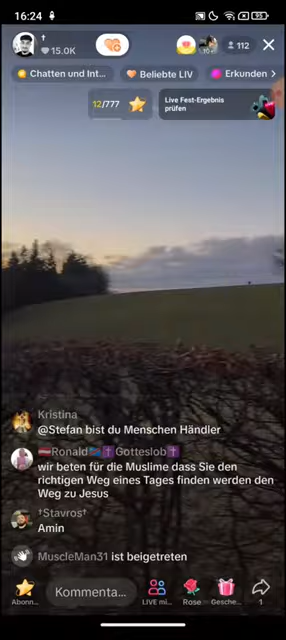 16:24
95
†
15.0K
10+
112
Chatten und Int...
Beliebte LIV
Erkunden
12/777
Live Fest-Ergebnis
prüfen
Kristina
@Stefan bist du Menschen Händler
Ronald Gotteslob
wir beten für die Muslime dass Sie den
richtigen Weg eines Tages finden werden den
Weg zu Jesus
†Stavros†
Amin
MuscleMan31 ist beigetreten
Abonn...
Kommenta...
LIVE mi...
Rose
Gesche...
1